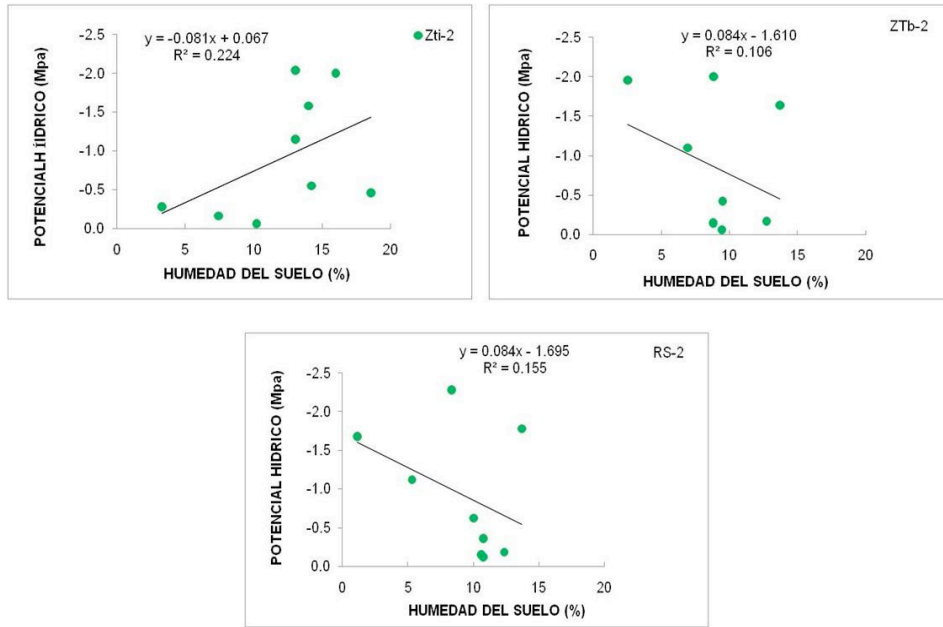 y = -0.081x + 0.067
R² = 0.224
Zti-2
POTENCIALH íIDRICO (Mpa)
-2.5
-2.0
-1.5
-1.0
-0.5
0.0
0 5 10 15 20
HUMEDAD DEL SUELO (%)
ZTb-2
y = 0.084x - 1.610
R² = 0.106
POTENCIAL HIDRICO (Mpa)
-2.5
-2.0
-1.5
-1.0
-0.5
0.0
0 5 10 15 20
HUMEDAD DEL SUELO (%)
y = 0.084x - 1.695
R² = 0.155
RS-2
POTENCIAL HIDRICO (Mpa)
-2.5
-2.0
-1.5
-1.0
-0.5
0.0
0 5 10 15 20
HUMEDAD DEL SUELO (%)